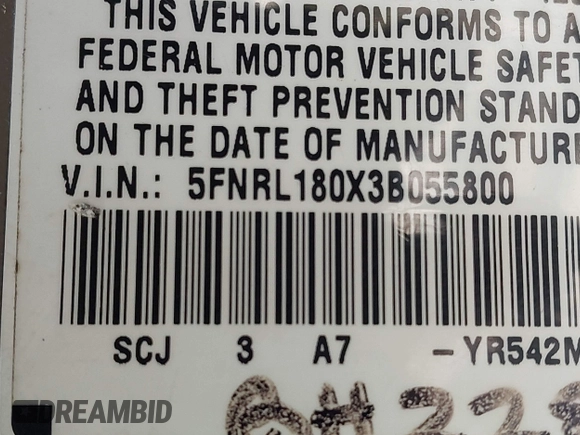 THIS VEHICLE CONFORMS TO A
FEDERAL MOTOR VEHICLE SAFET
AND THEFT PREVENTION STAND
ON THE DATE OF MANUFACTUR
V.I.N.: 5FNRL180X3B055800
SCJ 3 A7 -YR542M
DREAMBID